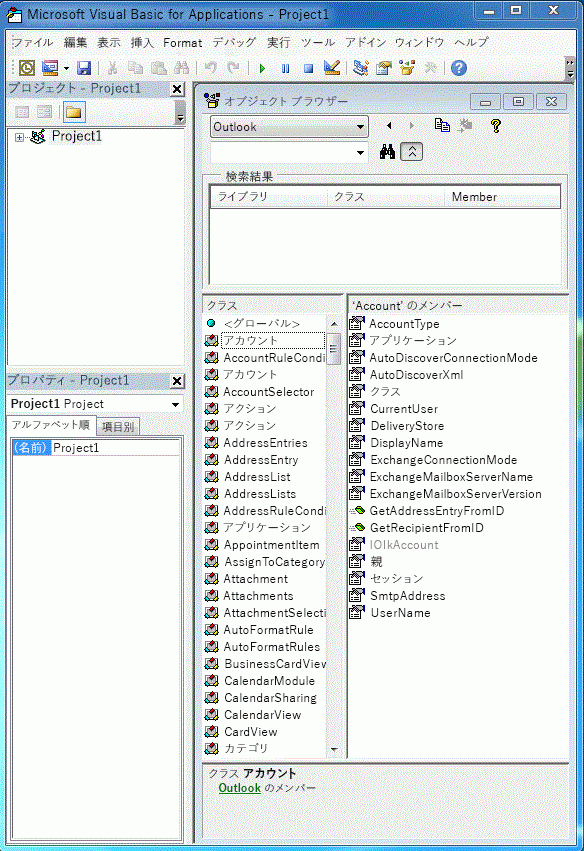 Microsoft Visual Basic for Applications - Project1
ファイル 編集 表示 挿入 Format デバッグ 実行 ツール アドイン ウィンドウ ヘルプ
プロジェクト - Project1
Project1
プロパティ - Project1
Project1 Project
アルファベット順 項目別
(名前) Project1
オブジェクト ブラウザー
Outlook
検索結果
ライブラリ クラス Member
クラス
<グローバル>
アカウント
AccountRuleCondi
アカウント
AccountSelector
アクション
アクション
AddressEntries
AddressEntry
AddressList
AddressLists
AddressRuleCondi
アプリケーション
AppointmentItem
AssignToCategory
Attachment
Attachments
AttachmentSelecti
AutoFormatRule
AutoFormatRules
BusinessCardView
CalendarModule
CalendarSharing
CalendarView
CardView
カテゴリ
'Account' のメンバー
AccountType
アプリケーション
AutoDiscoverConnectionMode
AutoDiscoverXml
クラス
CurrentUser
DeliveryStore
DisplayName
ExchangeConnectionMode
ExchangeMailboxServerName
ExchangeMailboxServerVersion
GetAddressEntryFromID
GetRecipientFromID
IOlkAccount
親
セッション
SmtpAddress
UserName
クラス アカウント
Outlook のメンバー